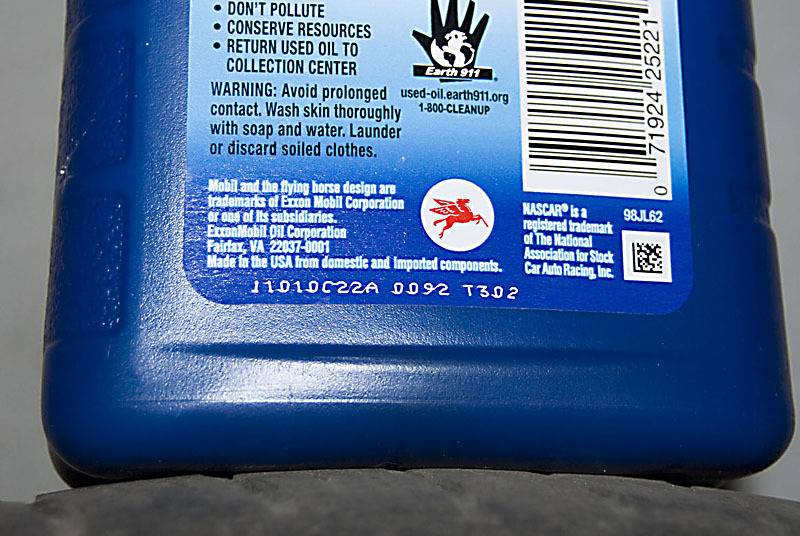 • DON'T POLLUTE
• CONSERVE RESOURCES
• RETURN USED OIL TO
COLLECTION CENTER
WARNING: Avoid prolonged
contact. Wash skin thoroughly
with soap and water. Launder
or discard soiled clothes.
Earth 911
used-oil.earth911.org
1-800-CLEANUP
0 71924 25221
Mobil and the flying horse design are
trademarks of Exxon Mobil Corporation
or one of its subsidiaries.
ExxonMobil Oil Corporation
Fairfax, VA 22037-0001
Made in the USA from domestic and imported components.
NASCAR® is a
registered trademark
of The National
Association for Stock
Car Auto Racing, Inc.
98JL62
11010C22A 0092 T302